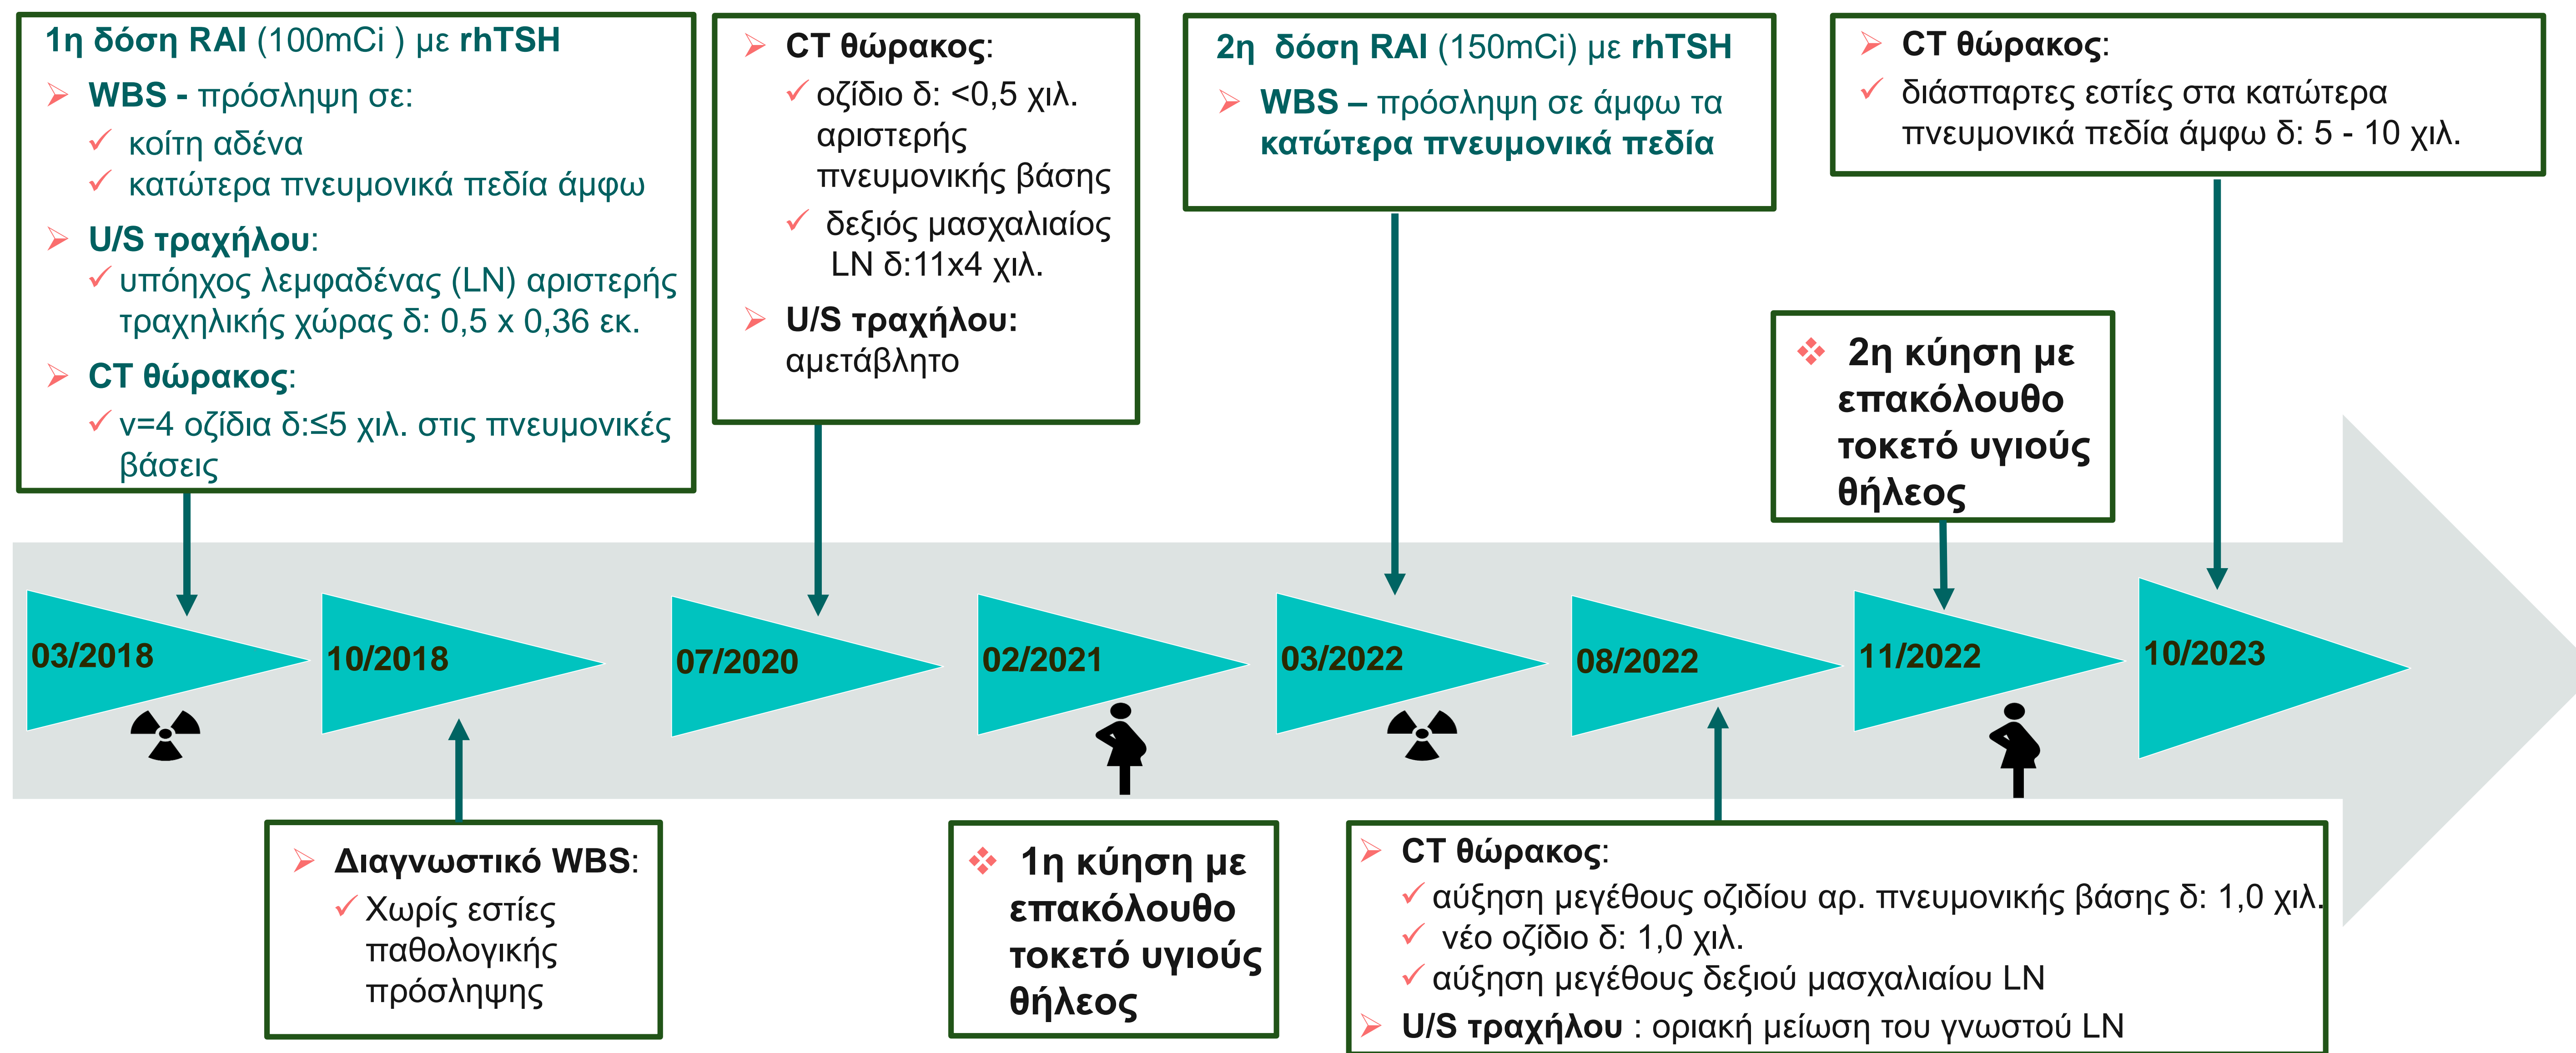 1η δόση RAI (100mCi ) με rhTSH
WBS - πρόσληψη σε:
κοίτη αδένα
κατώτερα πνευμονικά πεδία άμφω
U/S τραχήλου:
υπόηχος λεμφαδένας (LN) αριστερής
τραχηλικής χώρας δ: 0,5 x 0,36 εκ.
CT θώρακος:
ν=4 οζίδια δ:≤5 χιλ. στις πνευμονικές
βάσεις
CT θώρακος:
οζίδιο δ: <0,5 χιλ.
αριστερής
πνευμονικής βάσης
δεξιός μασχαλιαίος
LN δ:11x4 χιλ.
U/S τραχήλου:
αμετάβλητο
2η δόση RAI (150mCi) με rhTSH
WBS – πρόσληψη σε άμφω τα
κατώτερα πνευμονικά πεδία
CT θώρακος:
διάσπαρτες εστίες στα κατώτερα
πνευμονικά πεδία άμφω δ: 5 - 10 χιλ.
2η κύηση με
επακόλουθο
τοκετό υγιούς
θήλεος
03/2018
10/2018
07/2020
02/2021
03/2022
08/2022
11/2022
10/2023
Διαγνωστικό WBS:
Χωρίς εστίες
παθολογικής
πρόσληψης
1η κύηση με
επακόλουθο
τοκετό υγιούς
θήλεος
CT θώρακος:
αύξηση μεγέθους οζιδίου αρ. πνευμονικής βάσης δ: 1,0 χιλ.
νέο οζίδιο δ: 1,0 χιλ.
αύξηση μεγέθους δεξιού μασχαλιαίου LN
U/S τραχήλου : οριακή μείωση του γνωστού LN